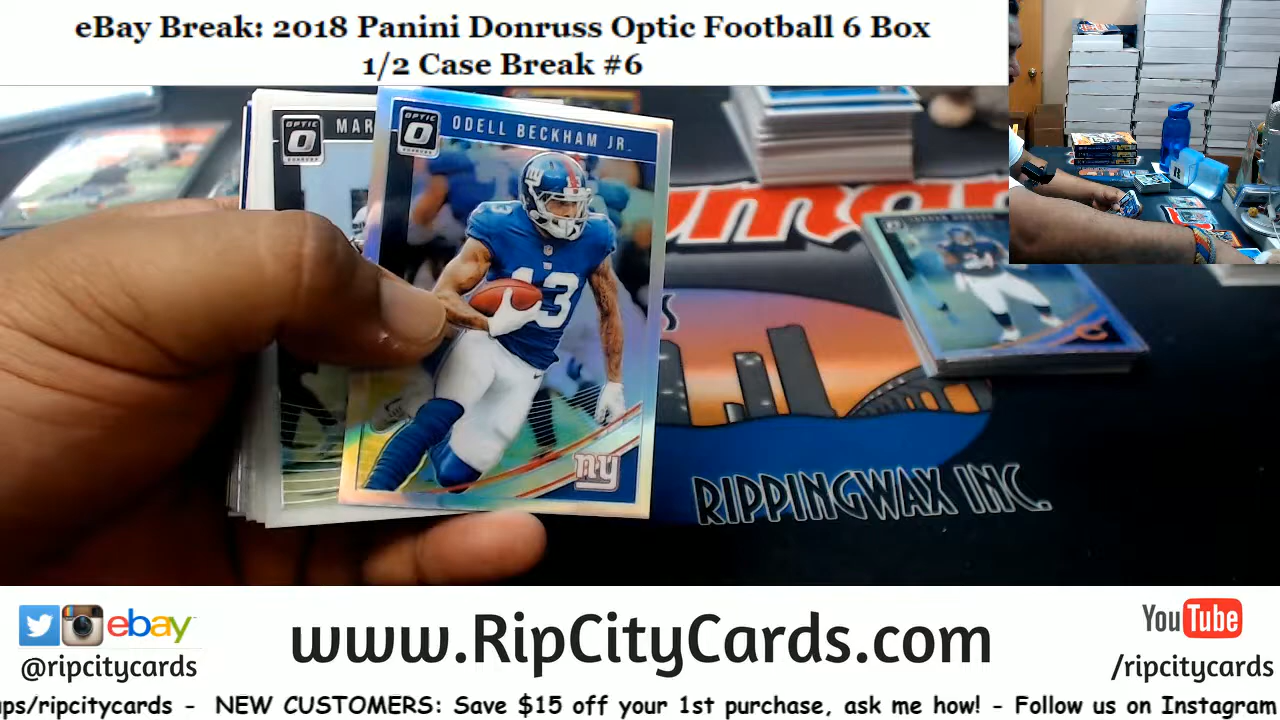 eBay Break: 2018 Panini Donruss Optic Football 6 Box
1/2 Case Break #6
OPTIC
DONRUSS
MAR
OPTIC
DONRUSS
ODELL BECKHAM JR.
13
ny
RIPPINGWAX INC.
ebay
@ripcitycards
www.RipCityCards.com
YouTube
/ripcitycards
ps/ripcitycards - NEW CUSTOMERS: Save $15 off your 1st purchase, ask me how! - Follow us on Instagram